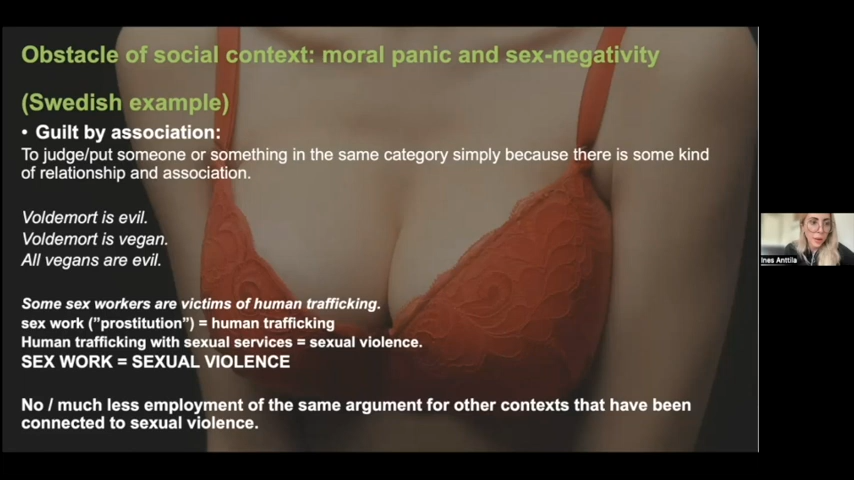 Obstacle of social context: moral panic and sex-negativity
(Swedish example)
• Guilt by association:
To judge/put someone or something in the same category simply because there is some kind
of relationship and association.
Voldemort is evil.
Voldemort is vegan.
All vegans are evil.
Some sex workers are victims of human trafficking.
sex work ("prostitution") = human trafficking
Human trafficking with sexual services = sexual violence.
SEX WORK = SEXUAL VIOLENCE
No / much less employment of the same argument for other contexts that have been
connected to sexual violence.
Ines Anttila